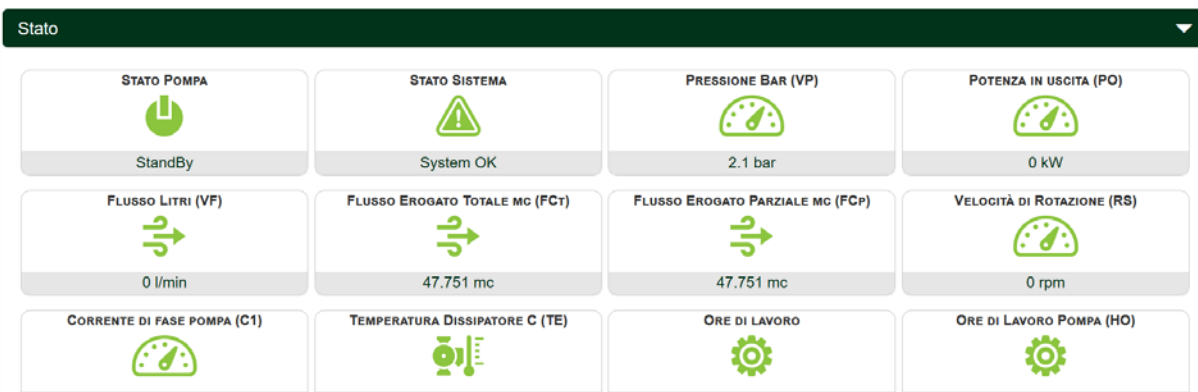 Stato
Stato Pompa
Stato Sistema
Pressione Bar (VP)
Potenza in uscita (PO)
StandBy
System OK
2.1 bar
0 kW
Flusso Litri (VF)
Flusso Erogato Totale mc (FCt)
Flusso Erogato Parziale mc (FCp)
Velocità di Rotazione (RS)
0 l/min
47.751 mc
47.751 mc
0 rpm
Corrente di fase pompa (C1)
Temperatura Dissipatore C (TE)
Ore di lavoro
Ore di Lavoro Pompa (HO)